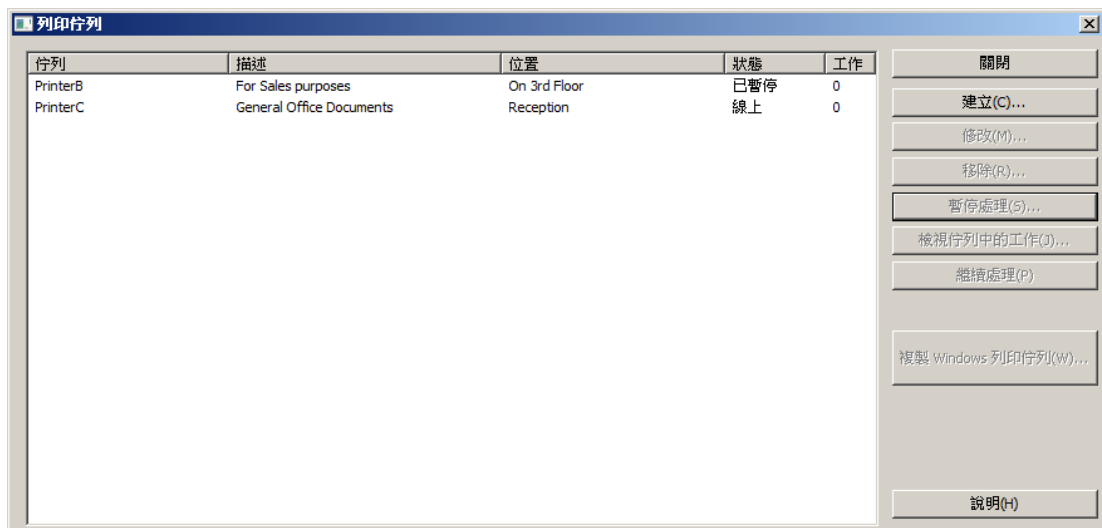 列印佇列
佇列 描述 位置 狀態 工作
PrinterB For Sales purposes On 3rd Floor 已暫停 0
PrinterC General Office Documents Reception 線上 0
關閉
建立(C)...
修改(M)...
移除(R)...
暫停處理(S)...
檢視佇列中的工作(J)...
繼續處理(P)
複製 Windows 列印佇列(W)...
說明(H)